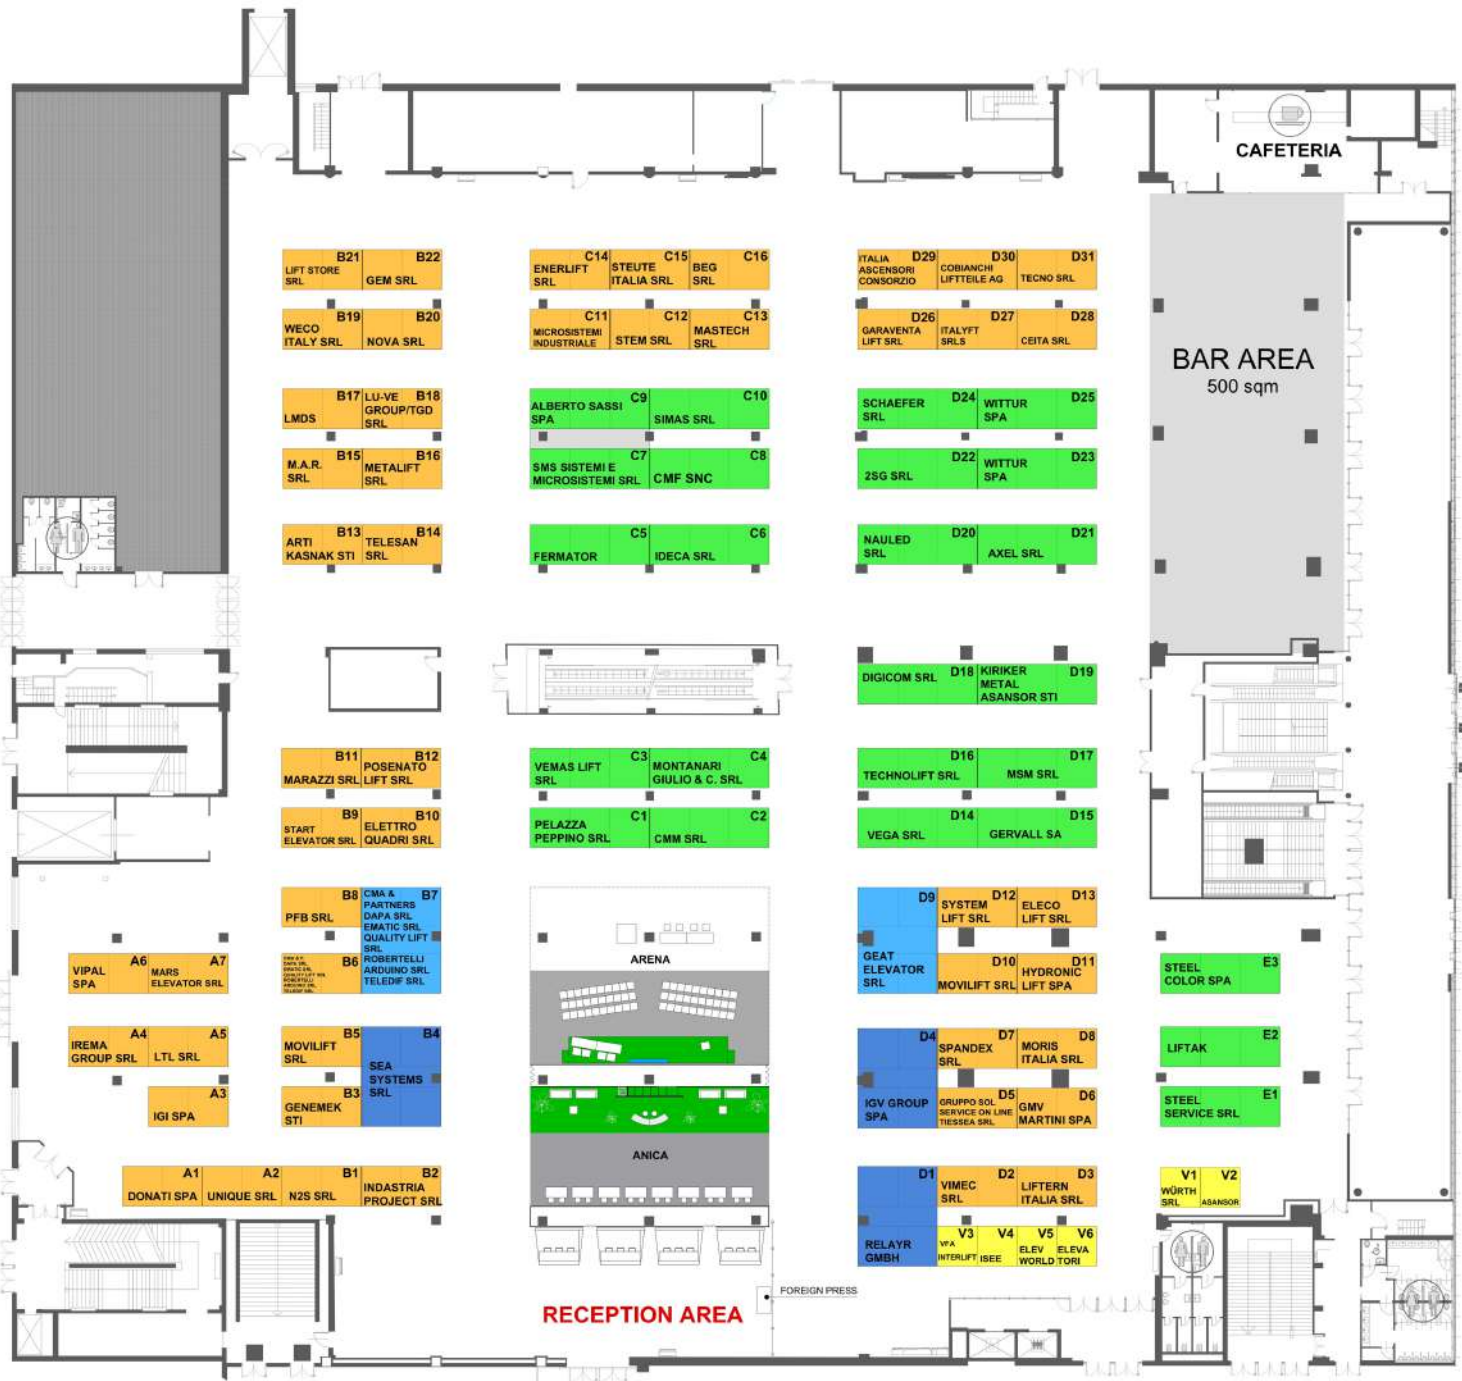 CAFETERIA
B21
LIFT STORE
SRL
B22
GEM SRL
C14
ENERLIFT
SRL
C15
STEUTE
ITALIA SRL
C16
BEG
SRL
D29
ITALIA
ASCENSORI
CONSORZIO
D30
COBIANCHI
LIFTTEILE AG
D31
TECNO SRL
B19
WECO
ITALY SRL
B20
NOVA SRL
C11
MICROSISTEMI
INDUSTRIALE
C12
STEM SRL
C13
MASTECH
SRL
D26
GARAVENTA
LIFT SRL
D27
ITALYFT
SRLS
D28
CEITA SRL
BAR AREA
500 sqm
B17
LMDS
B18
LU-VE
GROUP/TGD
SRL
C9
ALBERTO SASSI
SPA
C10
SIMAS SRL
D24
SCHAEFER
SRL
D25
WITTUR
SPA
B15
M.A.R.
SRL
B16
METALIFT
SRL
C7
SMS SISTEMI E
MICROSISTEMI SRL
C8
CMF SNC
D22
2SG SRL
D23
WITTUR
SPA
B13
ARTI
KASNAK STI
B14
TELESAN
SRL
C5
FERMATOR
C6
IDECA SRL
D20
NAULED
SRL
D21
AXEL SRL
D18
DIGICOM SRL
D19
KIRIKER
METAL
ASANSOR STI
B11
MARAZZI SRL
B12
POSENATO
LIFT SRL
C3
VEMAS LIFT
SRL
C4
MONTANARI
GIULIO & C. SRL
D16
TECHNOLIFT SRL
D17
MSM SRL
B9
START
ELEVATOR SRL
B10
ELETTRO
QUADRI SRL
C1
PELAZZA
PEPPINO SRL
C2
CMM SRL
D14
VEGA SRL
D15
GERVALL SA
B8
PFB SRL
B7
CMA &
PARTNERS
DAPA SRL
EMATIC SRL
QUALITY LIFT
SRL
ROBERTELLI
ARDUINO SRL
TELEDIF SRL
D9
GEAT
ELEVATOR
SRL
D12
SYSTEM
LIFT SRL
D13
ELECO
LIFT SRL
ARENA
A6
VIPAL
SPA
A7
MARS
ELEVATOR SRL
B6
D10
MOVILIFT SRL
D11
HYDRONIC
LIFT SPA
E3
STEEL
COLOR SPA
A4
IREMA
GROUP SRL
A5
LTL SRL
B5
MOVILIFT
SRL
B4
SEA
SYSTEMS
SRL
D4
IGV GROUP
SPA
D7
SPANDEX
SRL
D8
MORIS
ITALIA SRL
E2
LIFTAK
A3
IGI SPA
B3
GENEMEK
STI
D5
GRUPPO SOL
SERVICE ON LINE
TIESSEA SRL
D6
GMV
MARTINI SPA
E1
STEEL
SERVICE SRL
ANICA
A1
DONATI SPA
A2
UNIQUE SRL
B1
N2S SRL
B2
INDASTRIA
PROJECT SRL
D1
RELAYR
GMBH
D2
VIMEC
SRL
D3
LIFTERN
ITALIA SRL
V1
WÜRTH
SRL
V2
ASANSOR
V3
VFA
INTERLIFT
V4
ISEE
V5
ELEV
WORLD
V6
ELEVA
TORI
FOREIGN PRESS
RECEPTION AREA